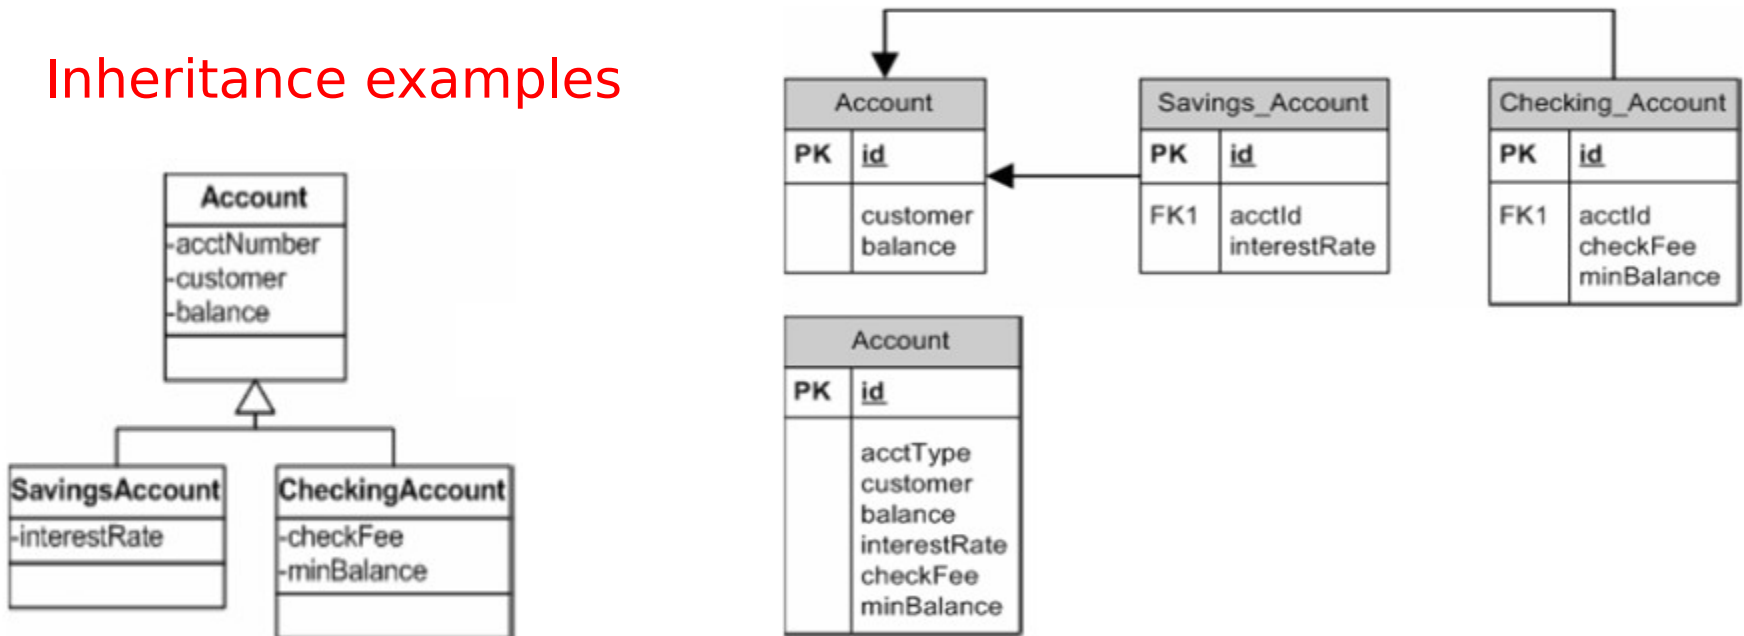 Inheritance examples
Account
-acctNumber
-customer
-balance
SavingsAccount
-interestRate
CheckingAccount
-checkFee
-minBalance
Account
PK id
customer
balance
Savings_Account
PK id
FK1 acctId
interestRate
Checking_Account
PK id
FK1 acctId
checkFee
minBalance
Account
PK id
acctType
customer
balance
interestRate
checkFee
minBalance